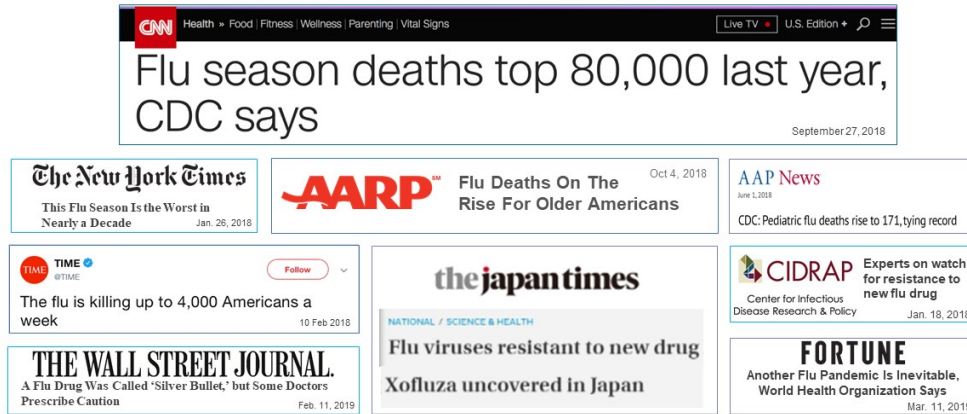 CNN Health » Food | Fitness | Wellness | Parenting | Vital Signs Live TV U.S. Edition +
Flu season deaths top 80,000 last year,
CDC says
September 27, 2018
The New York Times
This Flu Season Is the Worst in
Nearly a Decade Jan. 26, 2018
AARP SM
Flu Deaths On The
Rise For Older Americans
Oct 4, 2018
AAP News
June 1, 2018
CDC: Pediatric flu deaths rise to 171, tying record
TIME
TIME
@TIME
Follow
The flu is killing up to 4,000 Americans a
week
10 Feb 2018
the japan times
NATIONAL / SCIENCE & HEALTH
Flu viruses resistant to new drug
Xofluza uncovered in Japan
CIDRAP
Center for Infectious
Disease Research & Policy
Experts on watch
for resistance to
new flu drug
Jan. 18, 2018
THE WALL STREET JOURNAL.
A Flu Drug Was Called ‘Silver Bullet,’ but Some Doctors
Prescribe Caution
Feb. 11, 2019
FORTUNE
Another Flu Pandemic Is Inevitable,
World Health Organization Says
Mar. 11, 2019